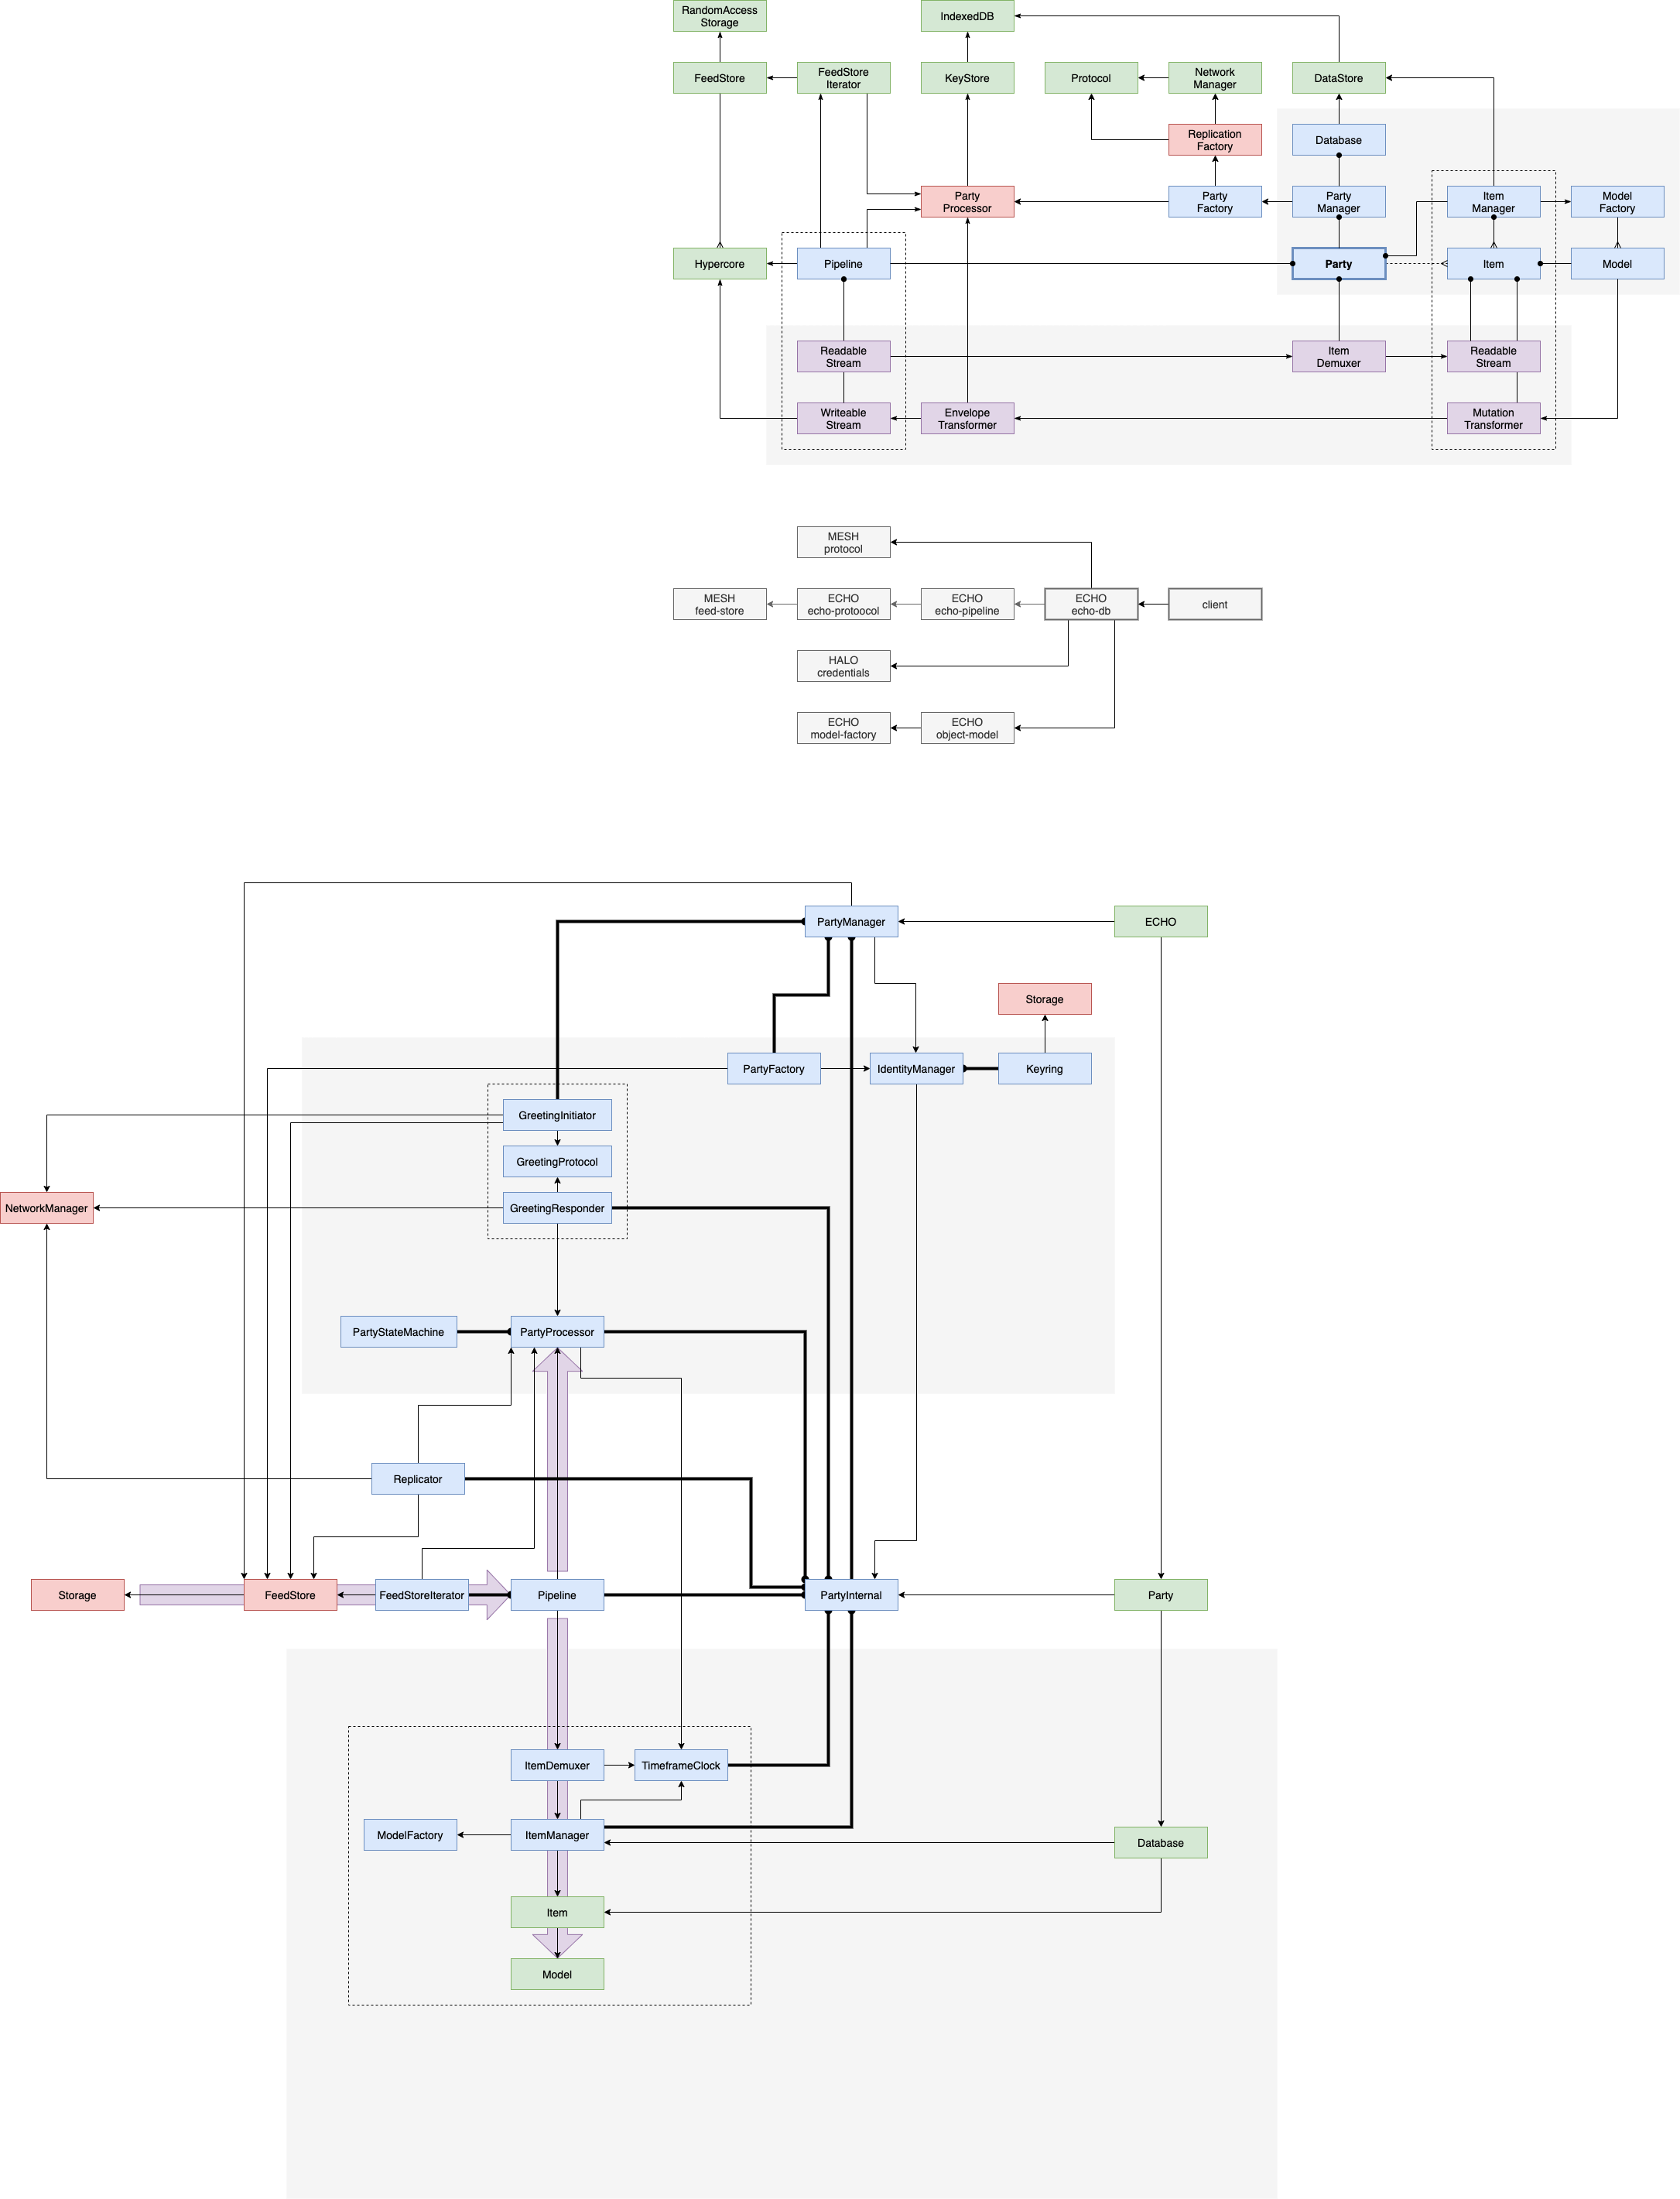 RandomAccess
Storage
IndexedDB
FeedStore
FeedStore
Iterator
KeyStore
Protocol
Network
Manager
DataStore
Replication
Factory
Database
Party
Processor
Party
Factory
Party
Manager
Item
Manager
Model
Factory
Hypercore
Pipeline
Party
Item
Model
Readable
Stream
Item
Demuxer
Readable
Stream
Writeable
Stream
Envelope
Transformer
Mutation
Transformer
MESH
protocol
MESH
feed-store
ECHO
echo-protoocol
ECHO
echo-pipeline
ECHO
echo-db
client
HALO
credentials
ECHO
model-factory
ECHO
object-model
PartyManager
ECHO
Storage
PartyFactory
IdentityManager
Keyring
GreetingInitiator
GreetingProtocol
NetworkManager
GreetingResponder
PartyStateMachine
PartyProcessor
Replicator
Storage
FeedStore
FeedStoreIterator
Pipeline
PartyInternal
Party
ItemDemuxer
TimeframeClock
ModelFactory
ItemManager
Database
Item
Model